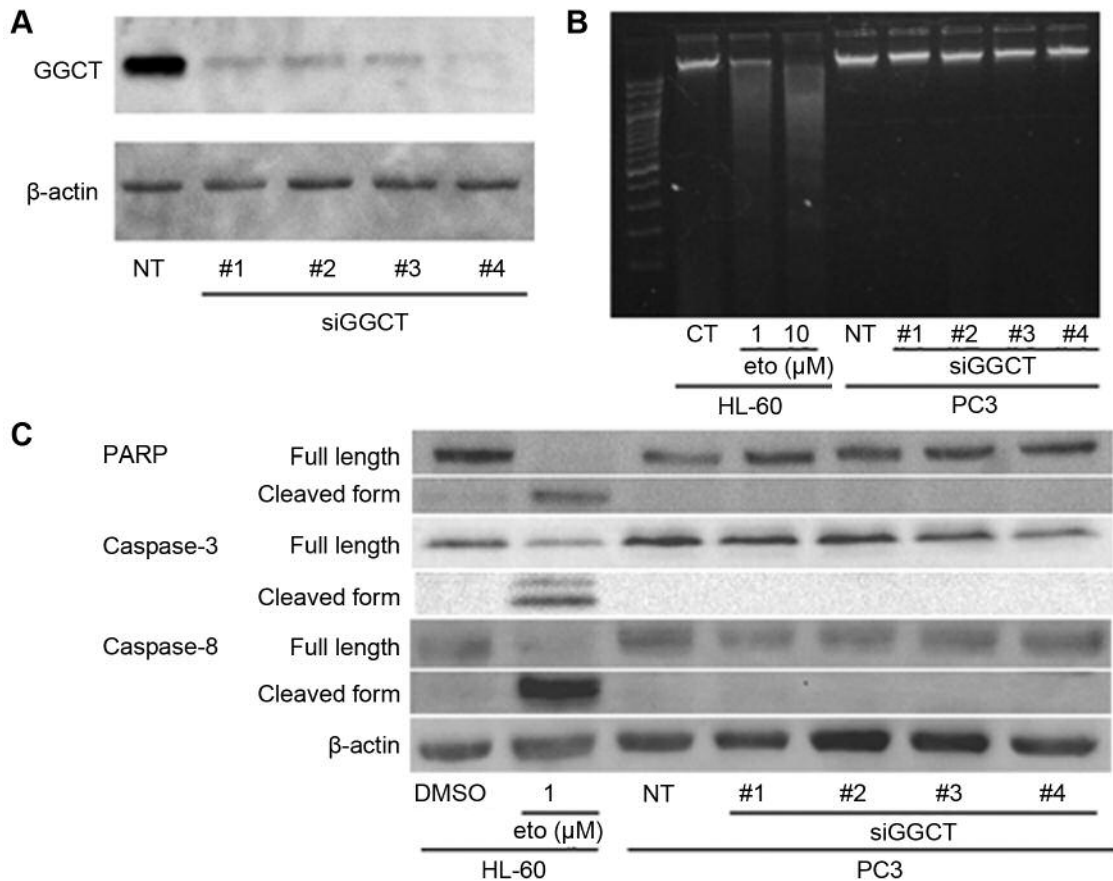 A
GGCT
β-actin
NT #1 #2 #3 #4
siGGCT
B
CT 1 10 NT #1 #2 #3 #4
eto (µM) siGGCT
HL-60 PC3
C
PARP Full length
Cleaved form
Caspase-3 Full length
Cleaved form
Caspase-8 Full length
Cleaved form
β-actin
DMSO 1 NT #1 #2 #3 #4
eto (µM) siGGCT
HL-60 PC3